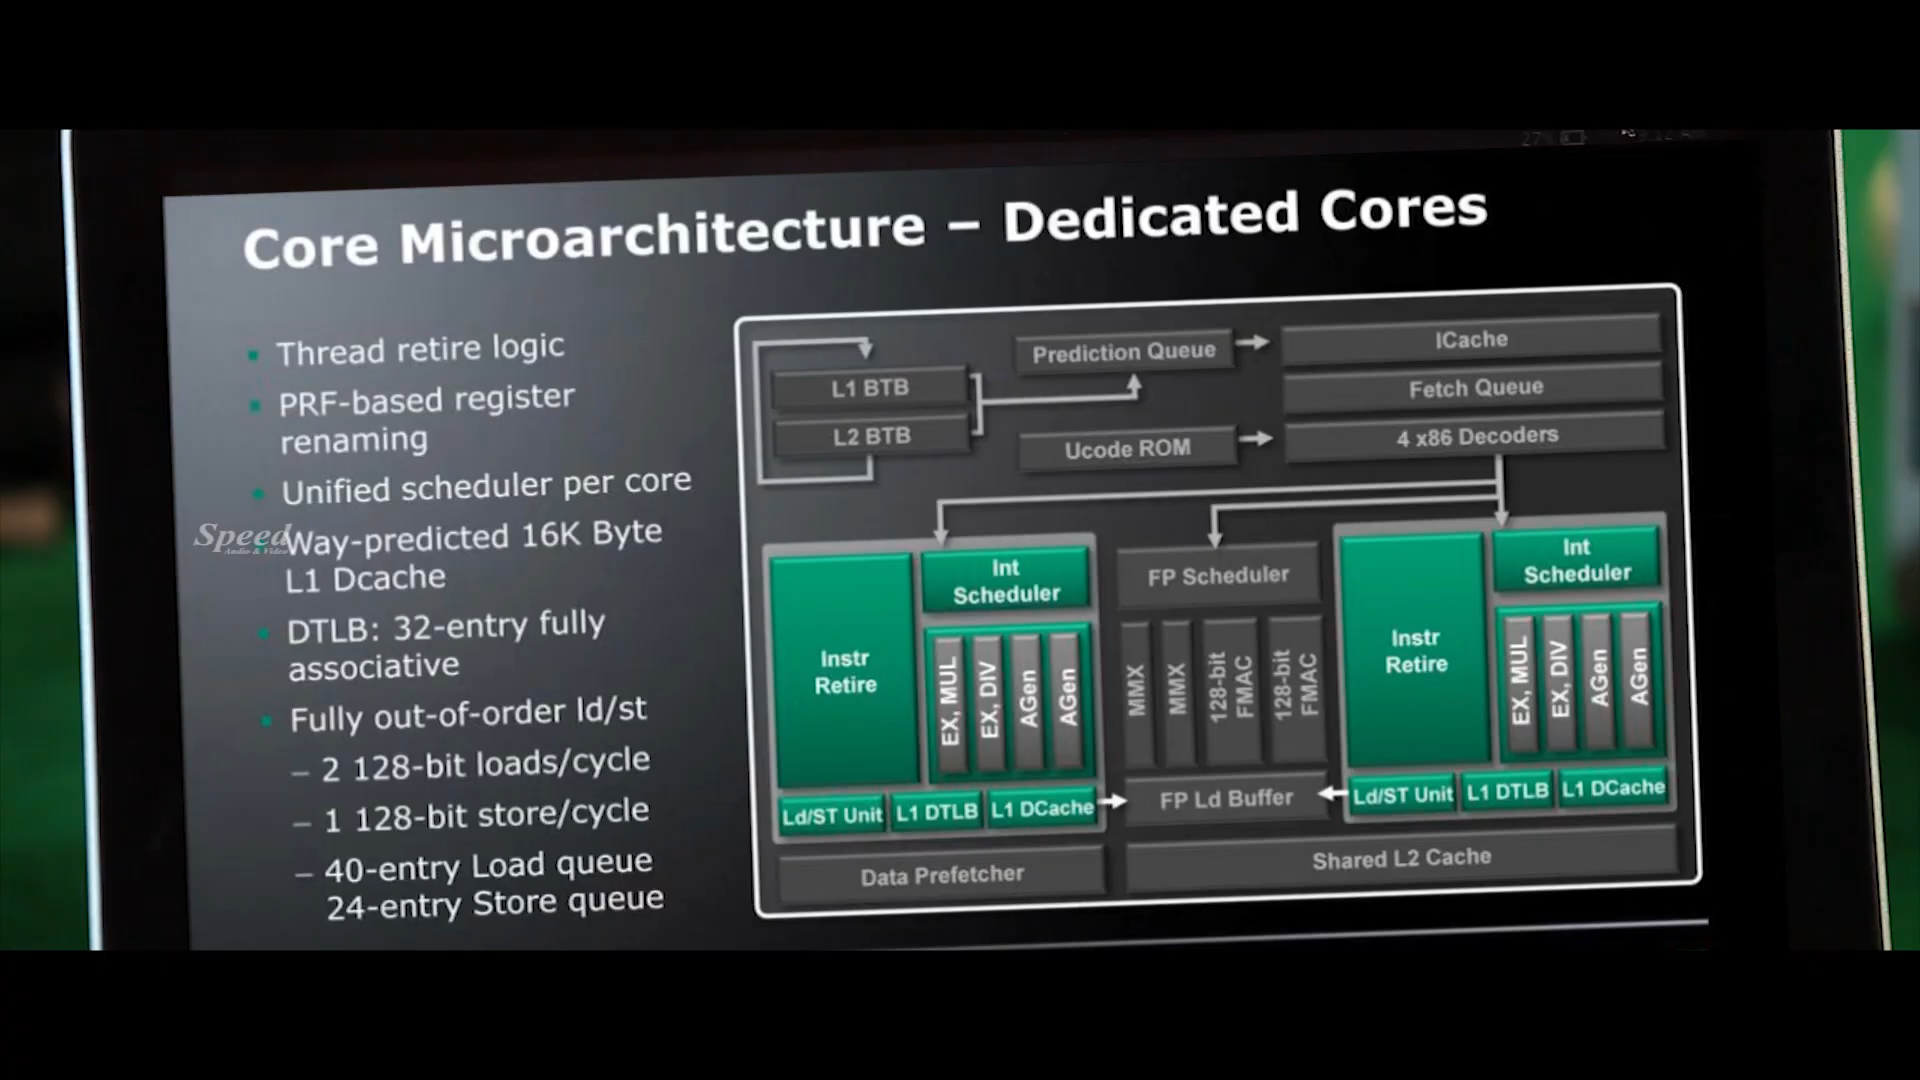 27%
Core Microarchitecture – Dedicated Cores
Thread retire logic
PRF-based register
renaming
Unified scheduler per core
Way-predicted 16K Byte
L1 Dcache
DTLB: 32-entry fully
associative
Fully out-of-order ld/st
– 2 128-bit loads/cycle
– 1 128-bit store/cycle
– 40-entry Load queue
24-entry Store queue
Speed
Audio & Video
L1 BTB
L2 BTB
Prediction Queue
Ucode ROM
ICache
Fetch Queue
4 x86 Decoders
Instr
Retire
Int
Scheduler
EX, MUL
EX, DIV
AGen
AGen
Ld/ST Unit
L1 DTLB
L1 DCache
FP Scheduler
MMX
MMX
128-bit
FMAC
128-bit
FMAC
FP Ld Buffer
Instr
Retire
Int
Scheduler
EX, MUL
EX, DIV
AGen
AGen
Ld/ST Unit
L1 DTLB
L1 DCache
Data Prefetcher
Shared L2 Cache